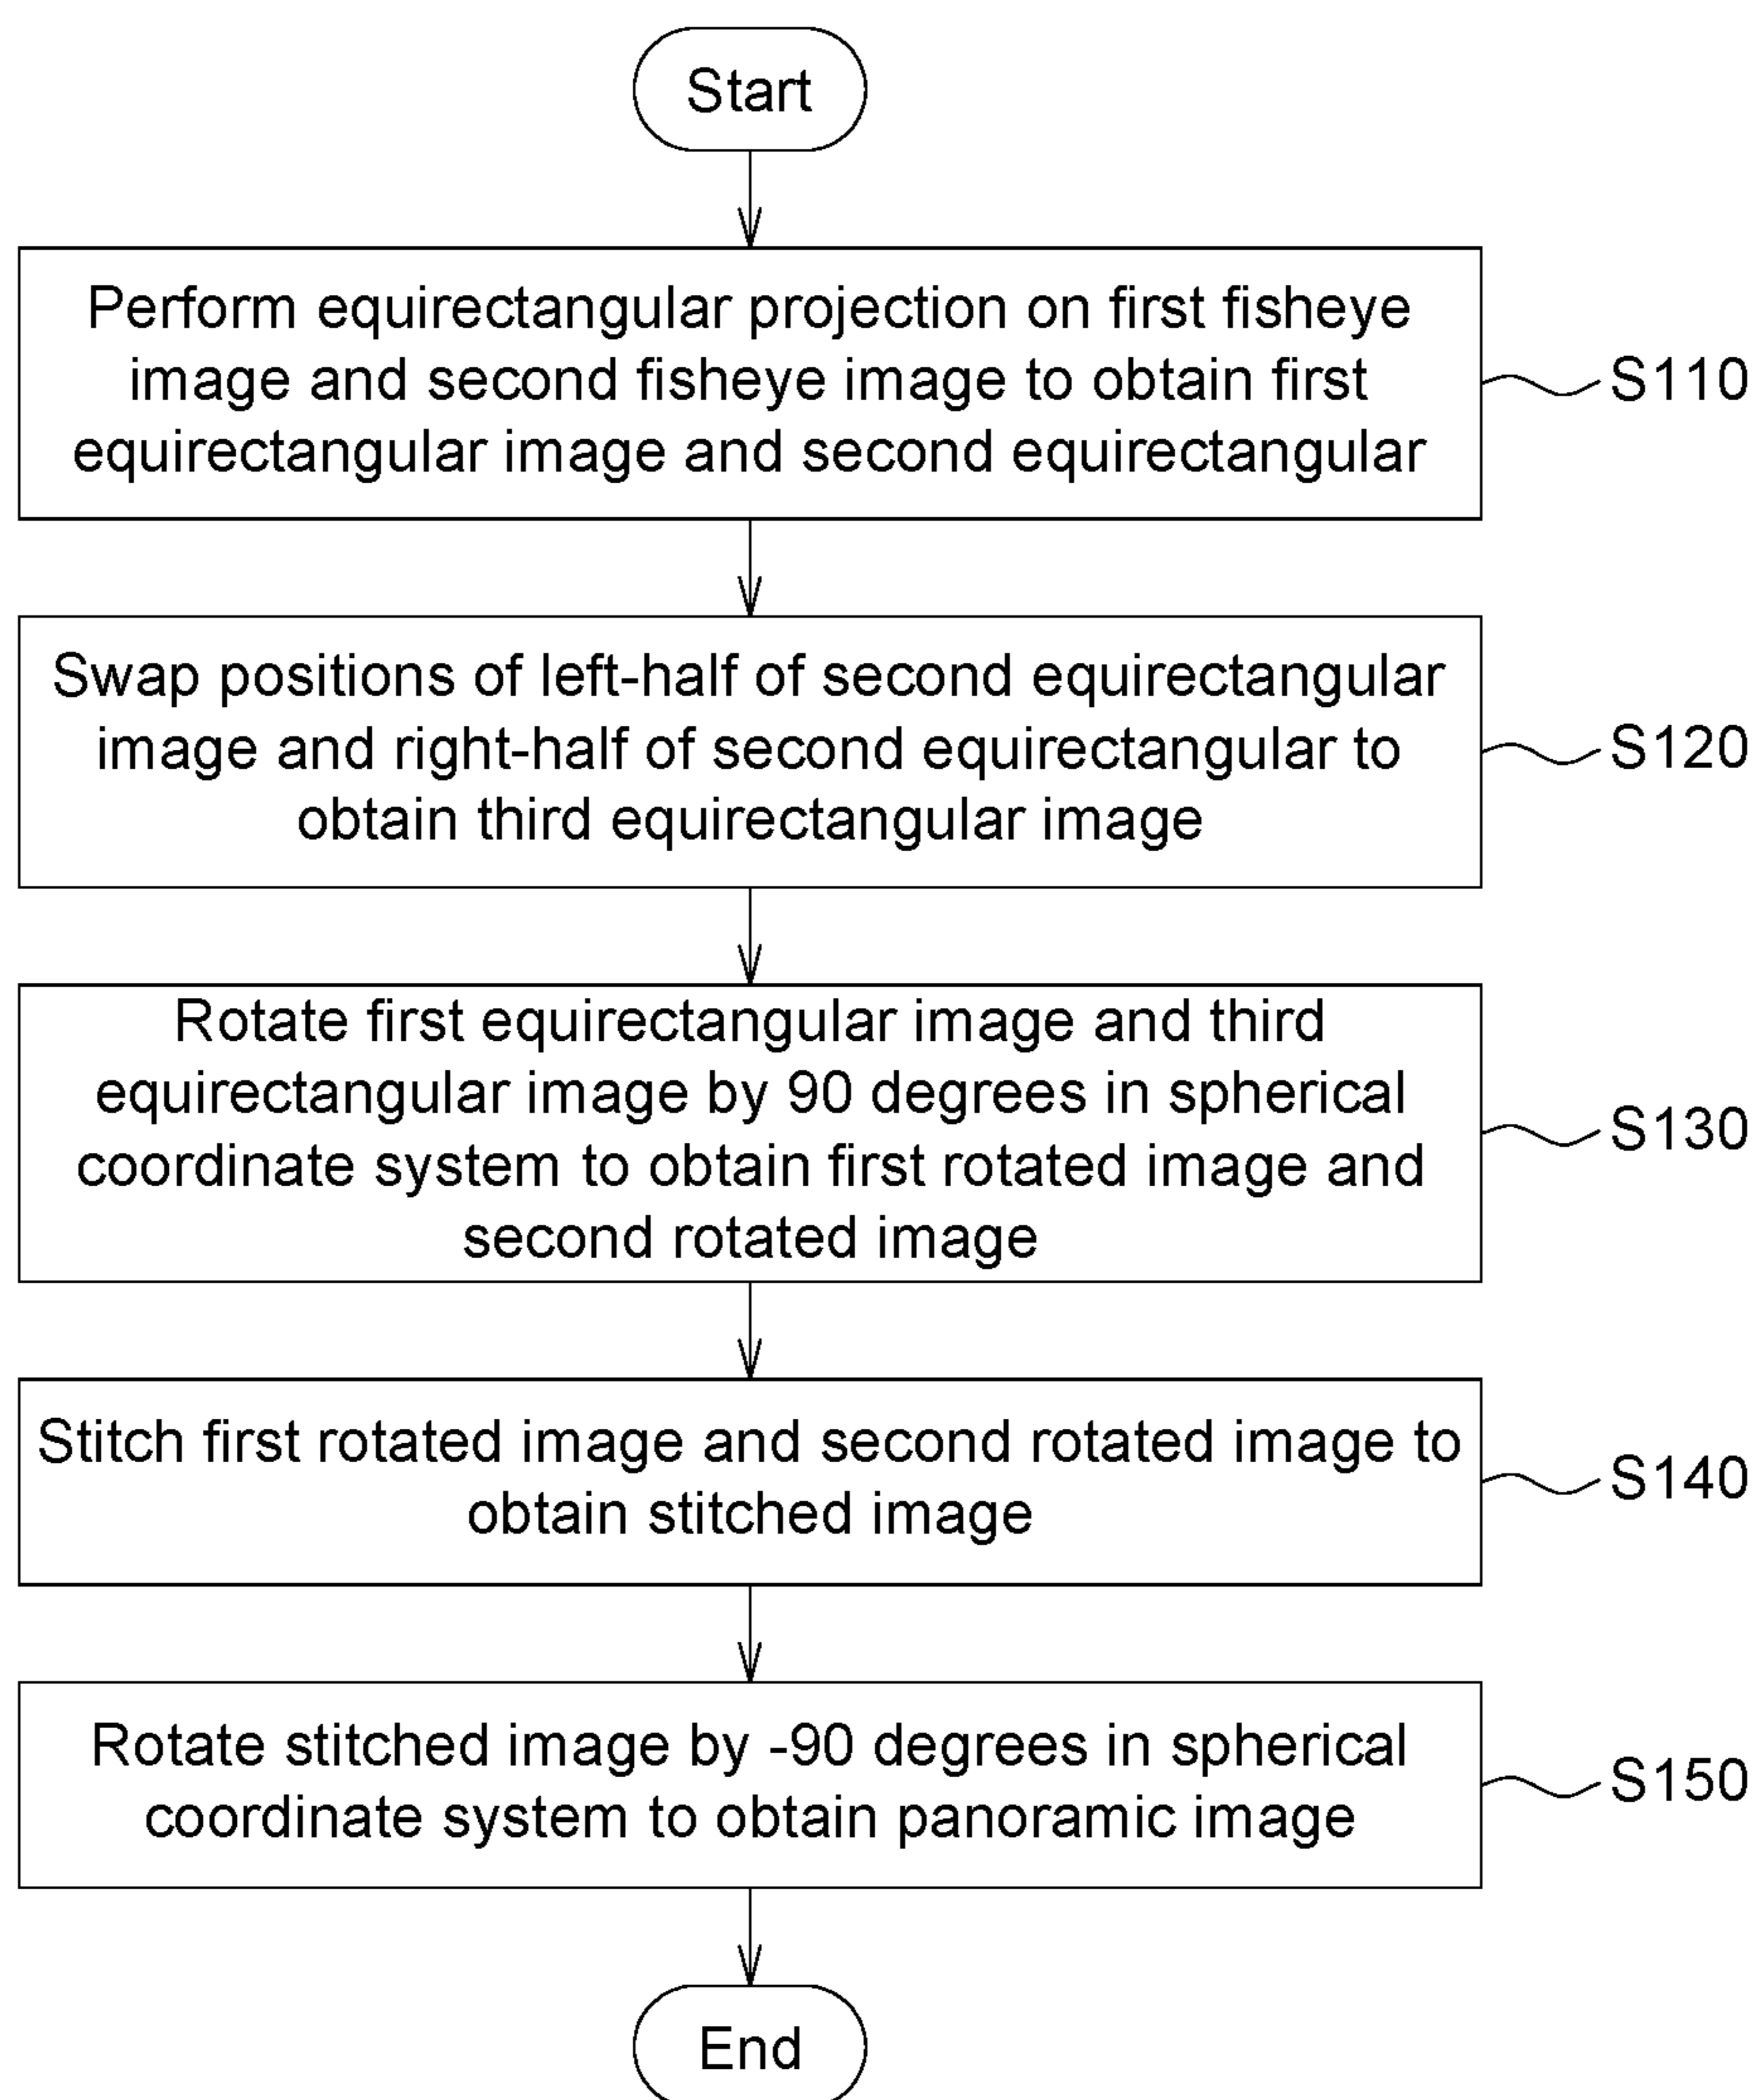 Start
Perform equirectangular projection on first fisheye
image and second fisheye image to obtain first
equirectangular image and second equirectangular
S110
Swap positions of left-half of second equirectangular
image and right-half of second equirectangular to
obtain third equirectangular image
S120
Rotate first equirectangular image and third
equirectangular image by 90 degrees in spherical
coordinate system to obtain first rotated image and
second rotated image
S130
Stitch first rotated image and second rotated image to
obtain stitched image
S140
Rotate stitched image by -90 degrees in spherical
coordinate system to obtain panoramic image
S150
End